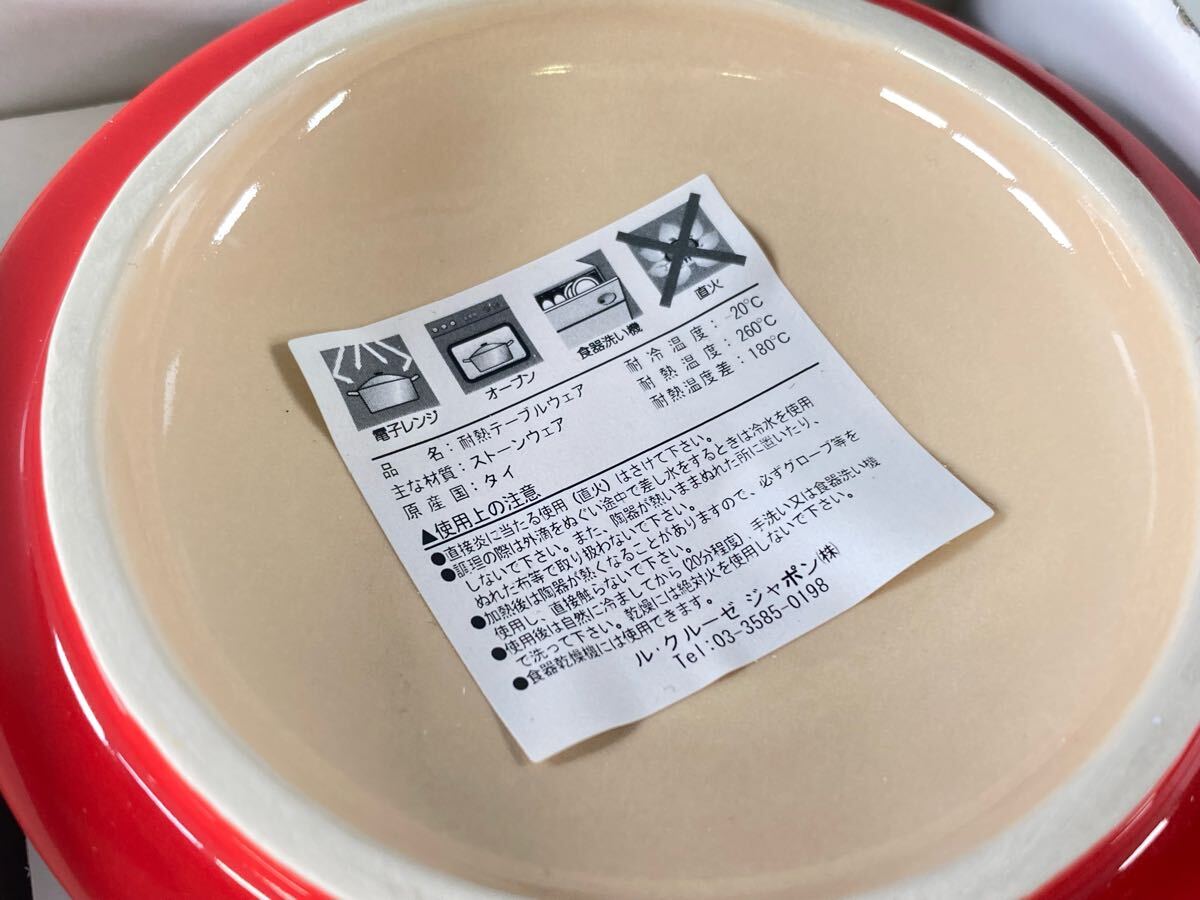 電子レンジ
オーブン
食器洗い機
直火
品名：耐熱テーブルウェア
主な材質：ストーンウェア
原産国：タイ
耐冷温度：-20℃
耐熱温度：260℃
耐熱温度差：180℃
▲使用上の注意
●直接炎に当たる使用（直火）はさけて下さい。
●調理の際は外滴をぬぐい途中で差し水をするときは冷水を使用
しないで下さい。また、陶器が熱いままぬれた所に置いたり、
ぬれた布等で取り扱わないで下さい。
●加熱後は陶器が熱くなることがありますので、必ずグローブ等を
使用し、直接触らないで下さい。
●使用後は自然に冷ましてから（20分程度）手洗い又は食器洗い機
で洗って下さい。乾燥には絶対火を使用しないで下さい。
●食器乾燥機には使用できます。
ル・クルーゼ ジャポン（株）
Tel：03-3585-0198